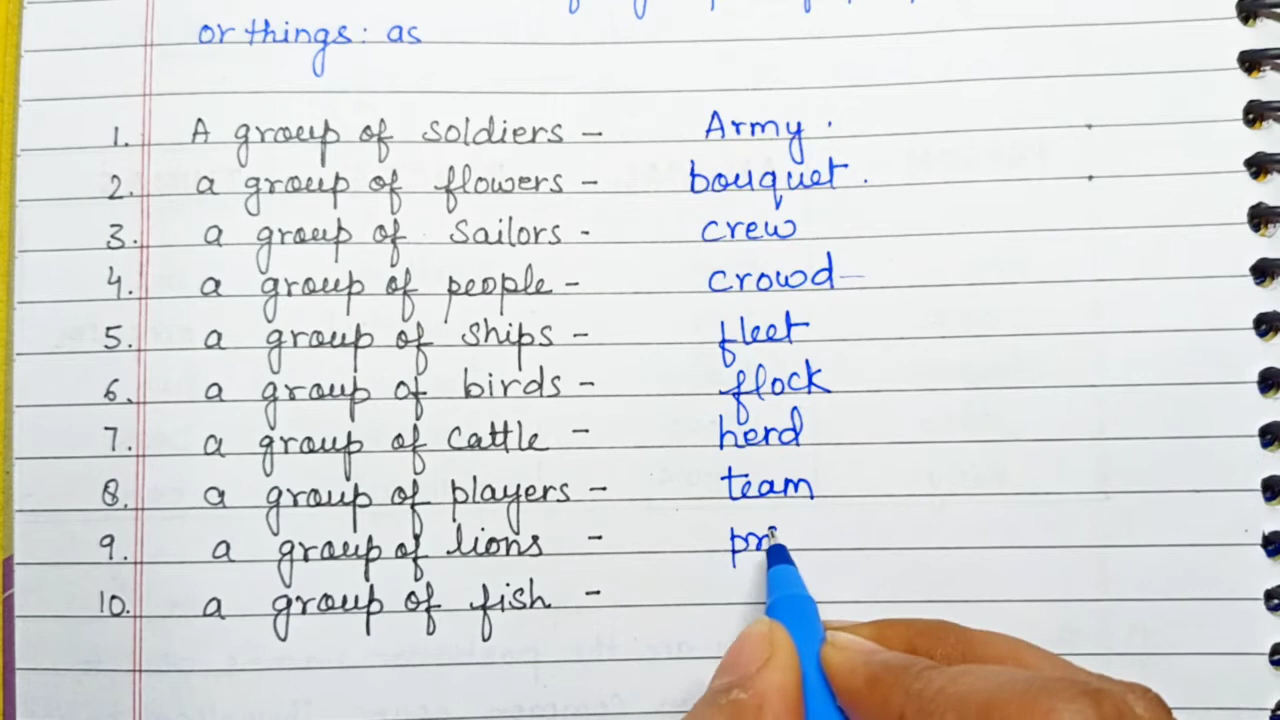 or things: as
1. A group of soldiers - Army.
2. a group of flowers - bouquet.
3. a group of sailors - crew
4. a group of people - crowd-
5. a group of ships - fleet
6. a group of birds - flock
7. a group of cattle - herd
8. a group of players - team
9. a group of lions - pri
10. a group of fish -